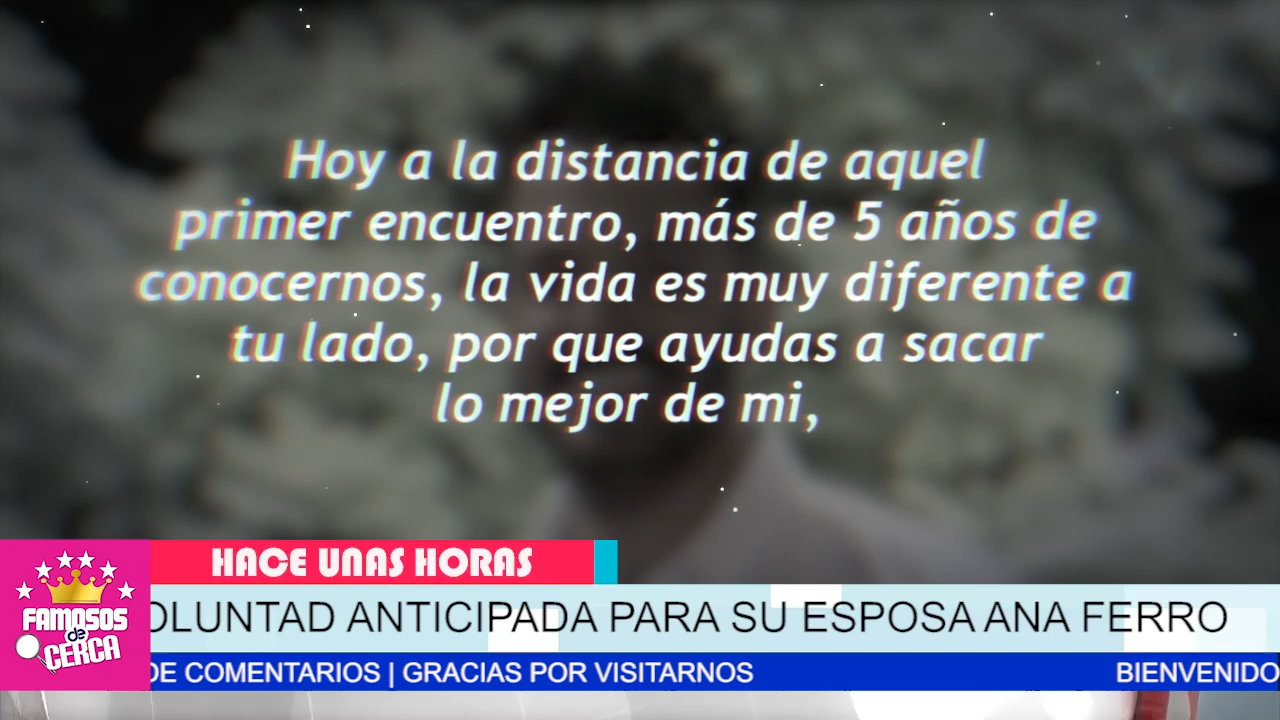 Hoy a la distancia de aquel
primer encuentro, más de 5 años de
conocernos, la vida es muy diferente a
tu lado, por que ayudas a sacar
lo mejor de mi,
HACE UNAS HORAS
OLUNTAD ANTICIPADA PARA SU ESPOSA ANA FERRO
FAMOSOS
de
CERCA
DE COMENTARIOS | GRACIAS POR VISITARNOS
BIENVENIDO